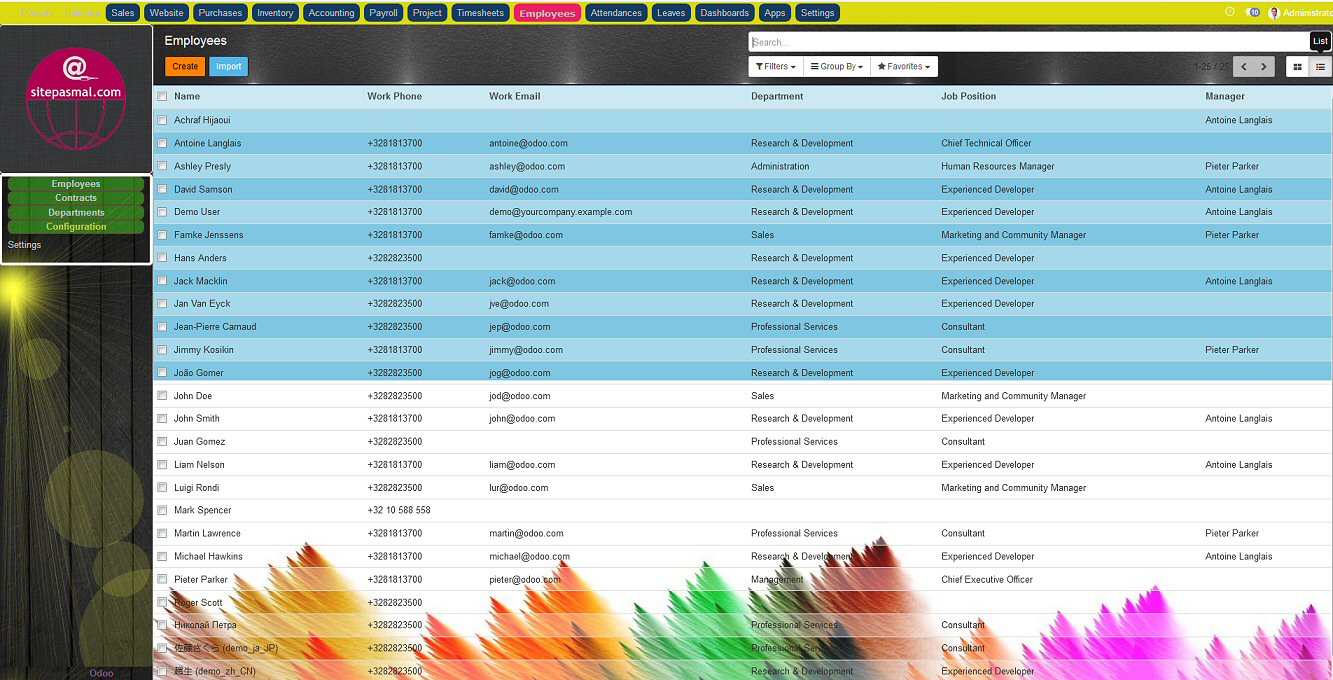 Discuss Calendar Sales Website Purchases Inventory Accounting Payroll Project Timesheets Employees Attendances Leaves Dashboards Apps Settings 10 Administrato
@
sitepasmal.com
Employees
Contracts
Departments
Configuration
Settings
Odoo
Employees
Search...
List
Create Import
Filters Group By Favorites
1-25 / 25
Name Work Phone Work Email Department Job Position Manager
Achraf Hijaoui Antoine Langlais
Antoine Langlais +3281813700 antoine@odoo.com Research & Development Chief Technical Officer
Ashley Presly +3281813700 ashley@odoo.com Administration Human Resources Manager Pieter Parker
David Samson +3281813700 david@odoo.com Research & Development Experienced Developer Antoine Langlais
Demo User +3281813700 demo@yourcompany.example.com Research & Development Experienced Developer Antoine Langlais
Famke Jenssens +3281813700 famke@odoo.com Sales Marketing and Community Manager Pieter Parker
Hans Anders +3282823500 Research & Development Experienced Developer
Jack Macklin +3281813700 jack@odoo.com Research & Development Experienced Developer Antoine Langlais
Jan Van Eyck +3282823500 jve@odoo.com Research & Development Experienced Developer
Jean-Pierre Carnaud +3282823500 jep@odoo.com Professional Services Consultant
Jimmy Kosikin +3281813700 jimmy@odoo.com Professional Services Consultant Pieter Parker
João Gomer +3282823500 jog@odoo.com Research & Development Experienced Developer
John Doe +3282823500 jod@odoo.com Sales Marketing and Community Manager
John Smith +3281813700 john@odoo.com Research & Development Experienced Developer Antoine Langlais
Juan Gomez +3282823500 Professional Services Consultant
Liam Nelson +3281813700 liam@odoo.com Research & Development Experienced Developer Antoine Langlais
Luigi Rondi +3282823500 lur@odoo.com Sales Marketing and Community Manager
Mark Spencer +32 10 588 558
Martin Lawrence +3281813700 martin@odoo.com Professional Services Consultant Pieter Parker
Michael Hawkins +3281813700 michael@odoo.com Research & Development Experienced Developer Antoine Langlais
Pieter Parker +3281813700 pieter@odoo.com Management Chief Executive Officer
Roger Scott +3282823500
Николай Петра +3282823500 Professional Services Consultant
佐藤さくら (demo_ja_JP) +3282823500 Professional Services Consultant
趙生 (demo_zh_CN) +3282823500 Research & Development Experienced Developer